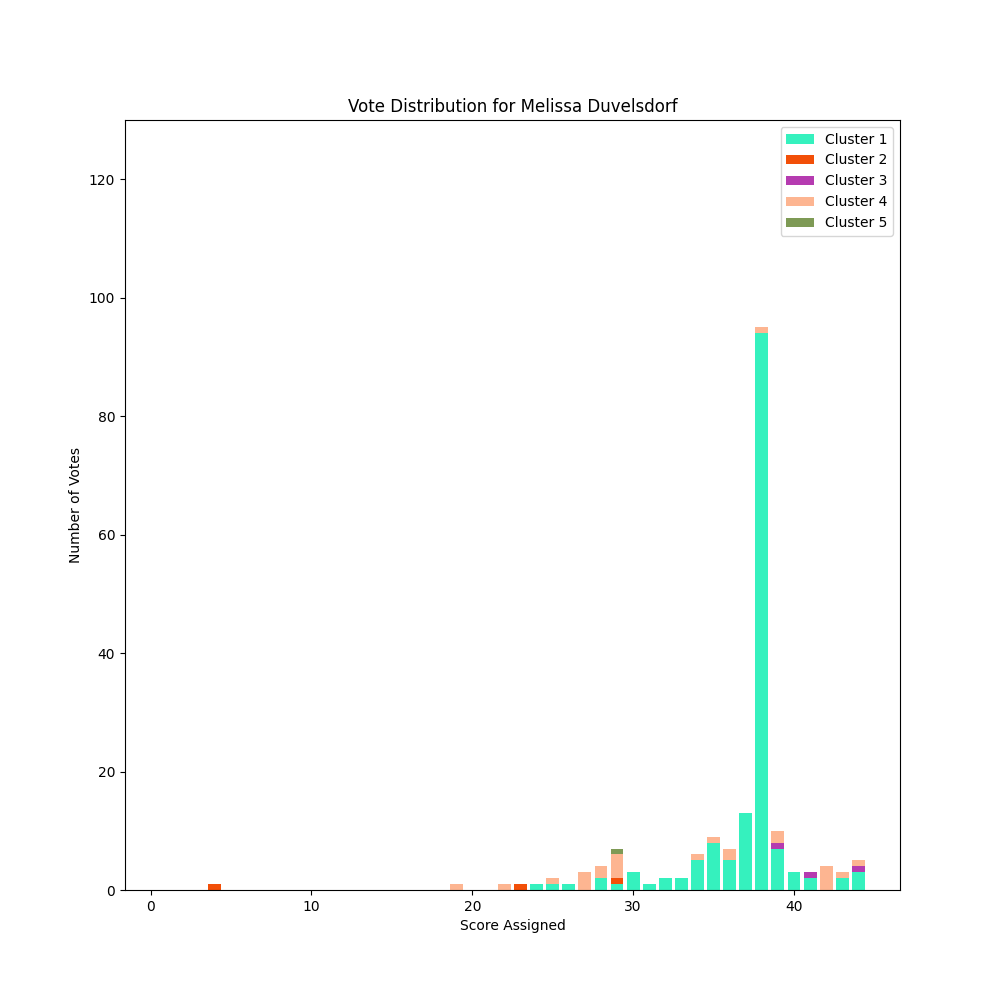 Vote Distribution for Melissa Duvelsdorf
Cluster 1
Cluster 2
Cluster 3
Cluster 4
Cluster 5
120
100
80
60
40
20
0
Number of Votes
0 10 20 30 40
Score Assigned